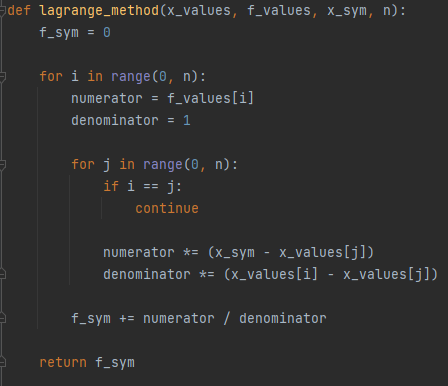 def lagrange_method(x_values, f_values, x_sym, n):
    f_sym = 0
    for i in range(0, n):
        numerator = f_values[i]
        denominator = 1
        for j in range(0, n):
            if i == j:
                continue
            numerator *= (x_sym - x_values[j])
            denominator *= (x_values[i] - x_values[j])
        f_sym += numerator / denominator
    return f_sym